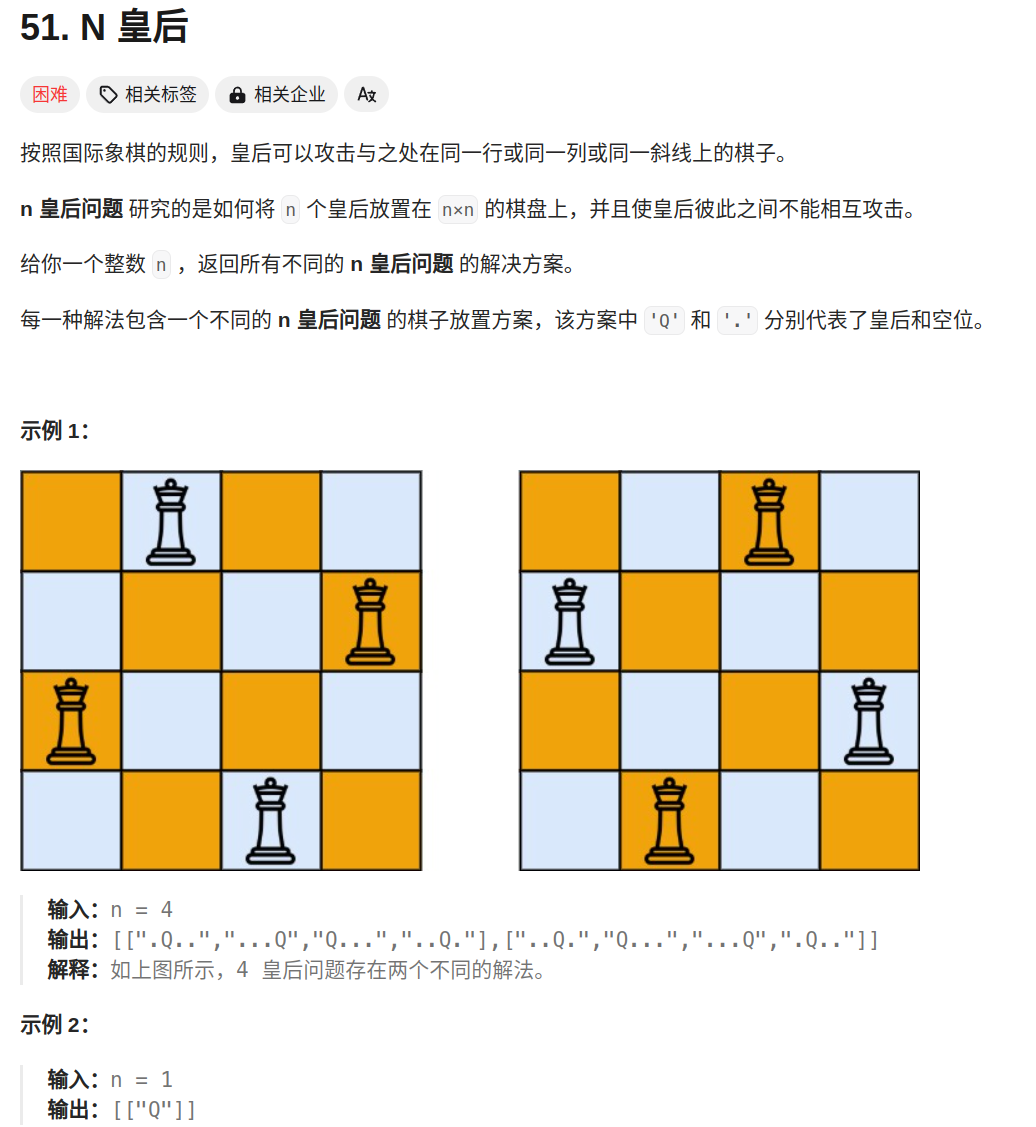 51. N 皇后
困难 相关标签 相关企业
按照国际象棋的规则，皇后可以攻击与之处在同一行或同一列或同一斜线上的棋子。
n 皇后问题 研究的是如何将 n 个皇后放置在 n×n 的棋盘上，并且使皇后彼此之间不能相互攻击。
给你一个整数 n ，返回所有不同的 n 皇后问题 的解决方案。
每一种解法包含一个不同的 n 皇后问题 的棋子放置方案，该方案中 'Q' 和 '.' 分别代表了皇后和空位。
示例 1：
输入：n = 4
输出：[[".Q..","...Q","Q...","..Q."],["..Q.","Q...","...Q",".Q.."]]
解释：如上图所示，4 皇后问题存在两个不同的解法。
示例 2：
输入：n = 1
输出：[["Q"]]